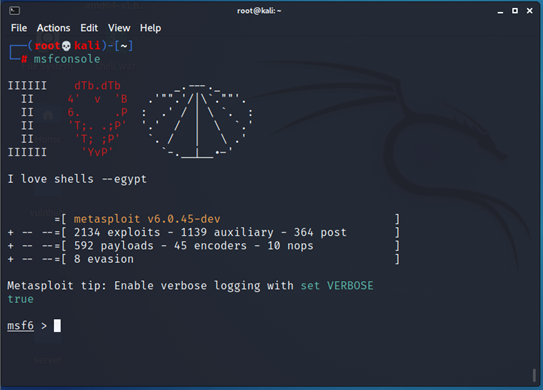 root@kali: ~
File Actions Edit View Help
┌──(root💀kali)-[~]
└─# msfconsole
IIIIII    dTb.dTb        _.---._
  II     4'  v  'B   .'"".'/|\`.""'.
  II     6.     .P  :  .' / | \ `.  :
  II     'T;. .;P'  '.'  /  |  \  `.'
  II      'T; ;P'    `. /   |   \ .'
IIIIII     'YvP'       `-.__|__.-'
I love shells --egypt
=[ metasploit v6.0.45-dev ]
+ -- --=[ 2134 exploits - 1139 auxiliary - 364 post ]
+ -- --=[ 592 payloads - 45 encoders - 10 nops ]
+ -- --=[ 8 evasion ]
Metasploit tip: Enable verbose logging with set VERBOSE
true
msf6 >